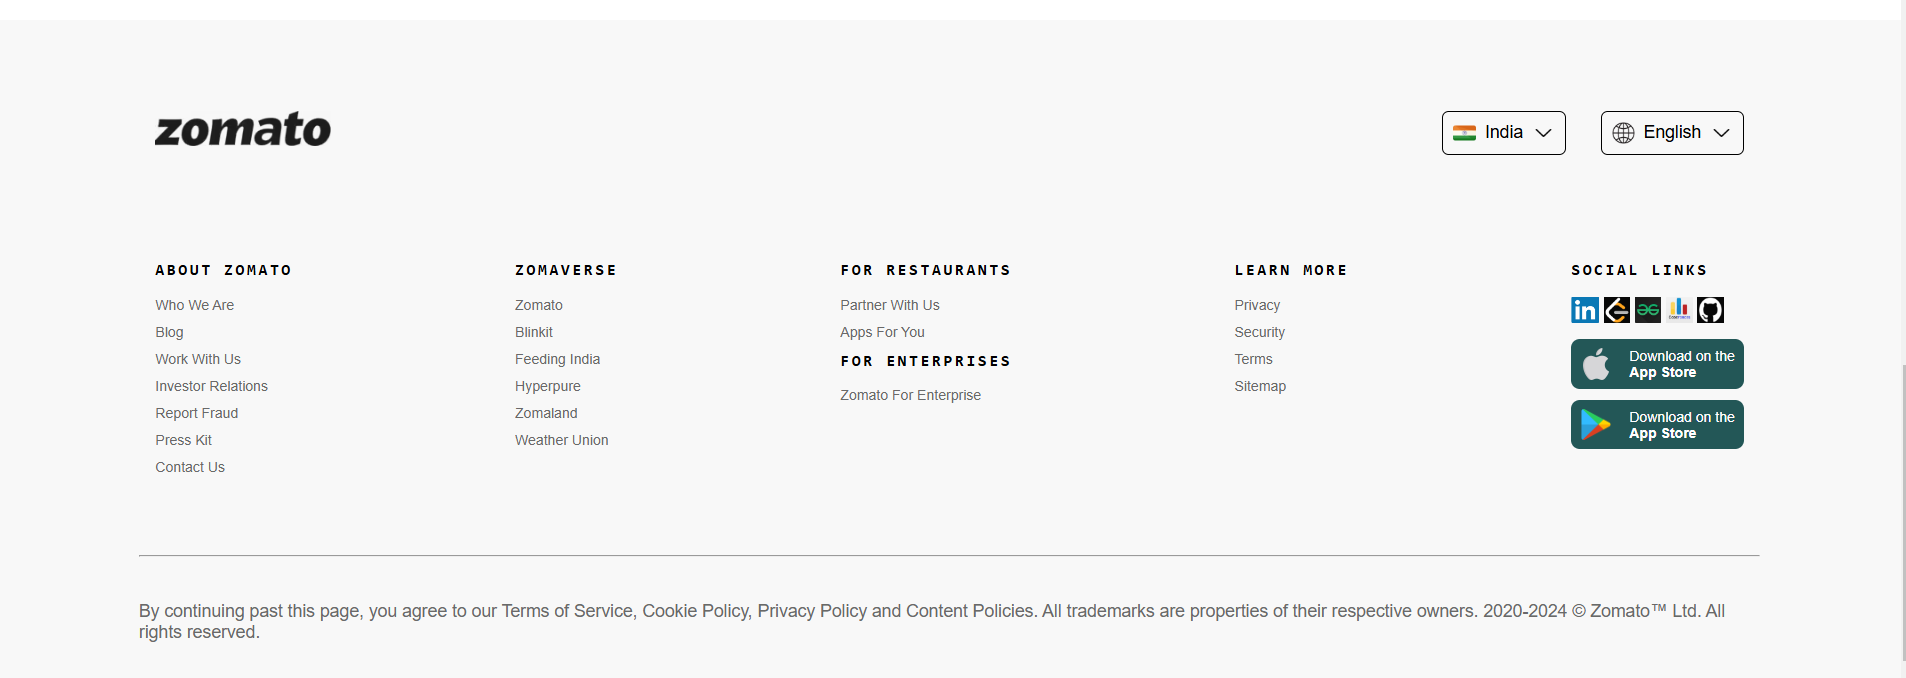 zomato
India
English
ABOUT ZOMATO
Who We Are
Blog
Work With Us
Investor Relations
Report Fraud
Press Kit
Contact Us
ZOMAVERSE
Zomato
Blinkit
Feeding India
Hyperpure
Zomaland
Weather Union
FOR RESTAURANTS
Partner With Us
Apps For You
FOR ENTERPRISES
Zomato For Enterprise
LEARN MORE
Privacy
Security
Terms
Sitemap
SOCIAL LINKS
in
Download on the
App Store
Download on the
App Store
By continuing past this page, you agree to our Terms of Service, Cookie Policy, Privacy Policy and Content Policies. All trademarks are properties of their respective owners. 2020-2024 © Zomato™ Ltd. All
rights reserved.